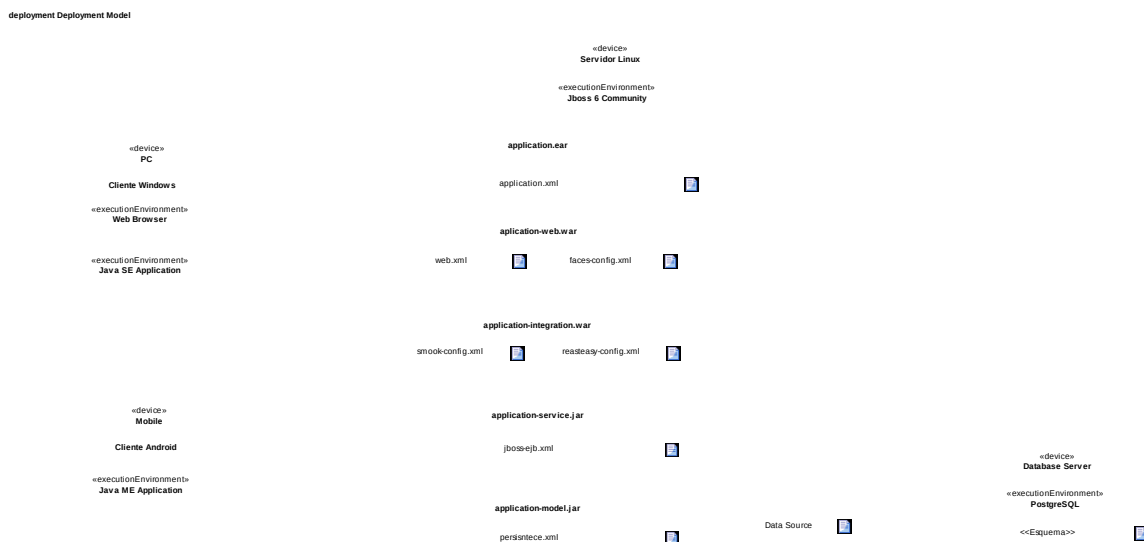 deployment Deployment Model
«device»
Servidor Linux
«executionEnvironment»
Jboss 6 Community
«device»
PC
Cliente Windows
«executionEnvironment»
Web Browser
«executionEnvironment»
Java SE Application
application.ear
application.xml
aplication-web.war
web.xml
faces-config.xml
application-integration.war
smook-config.xml
reasteasy-config.xml
«device»
Mobile
Cliente Android
«executionEnvironment»
Java ME Application
application-service.jar
jboss-ejb.xml
application-model.jar
persisntece.xml
Data Source
«device»
Database Server
«executionEnvironment»
PostgreSQL
<<Esquema>>